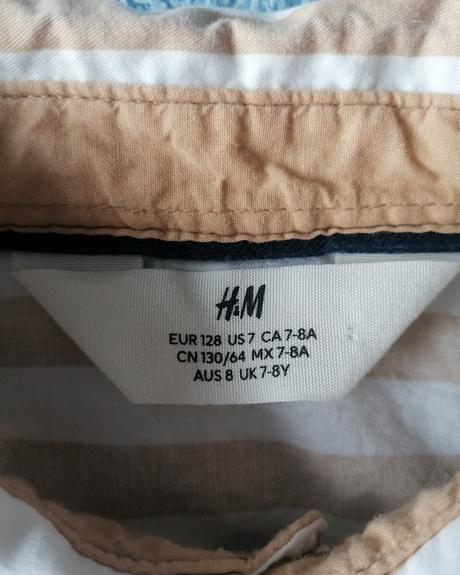 H&M
EUR 128 US 7 CA 7-8A
CN 130/64 MX 7-8A
AUS 8 UK 7-8Y